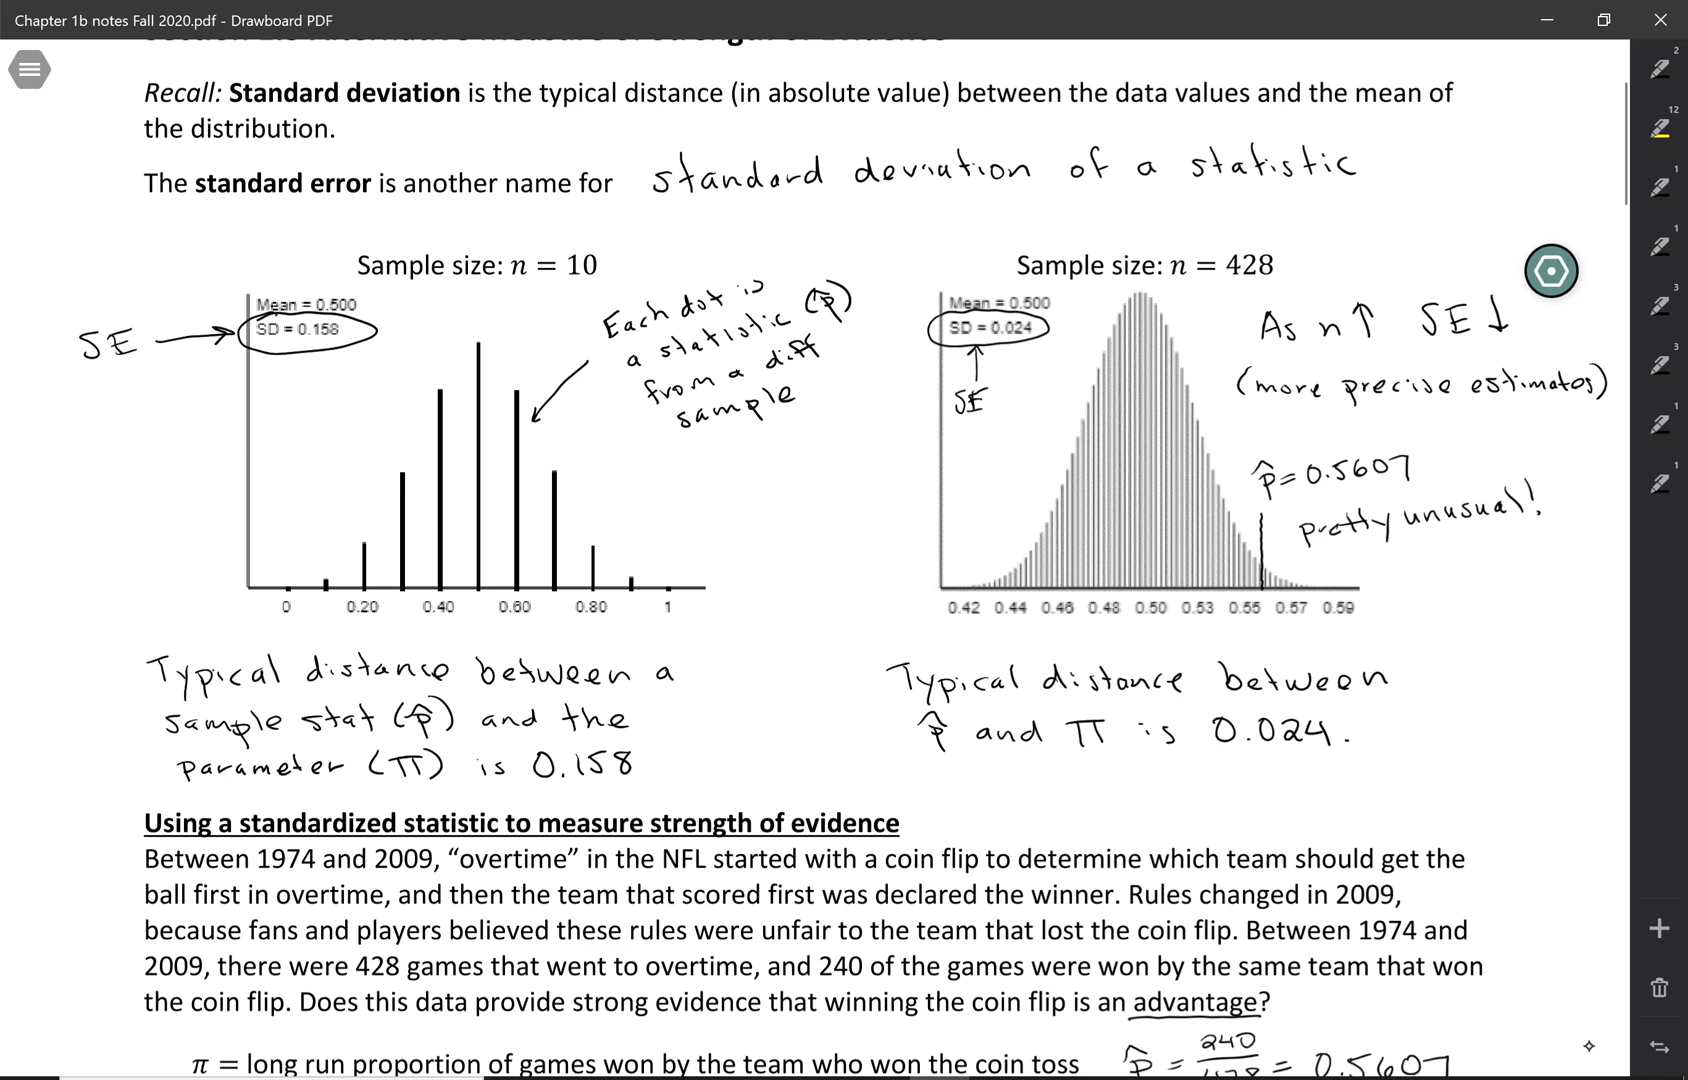 Chapter 1b notes Fall 2020.pdf - Drawboard PDF
Recall: Standard deviation is the typical distance (in absolute value) between the data values and the mean of
the distribution.
The standard error is another name for standard deviation of a statistic
Sample size: n = 10
Mean = 0.500
SD = 0.158
SE
Each dot is
a statistic (p̂)
from a diff
sample
0 0.20 0.40 0.60 0.80 1
Typical distance between a
sample stat (p̂) and the
parameter (π) is 0.158
Sample size: n = 428
Mean = 0.500
SD = 0.024
SE
As n ↑ SE ↓
(more precise estimates)
p̂ = 0.5607
pretty unusual!
0.42 0.44 0.46 0.48 0.50 0.53 0.55 0.57 0.59
Typical distance between
p̂ and π is 0.024.
Using a standardized statistic to measure strength of evidence
Between 1974 and 2009, “overtime” in the NFL started with a coin flip to determine which team should get the
ball first in overtime, and then the team that scored first was declared the winner. Rules changed in 2009,
because fans and players believed these rules were unfair to the team that lost the coin flip. Between 1974 and
2009, there were 428 games that went to overtime, and 240 of the games were won by the same team that won
the coin flip. Does this data provide strong evidence that winning the coin flip is an advantage?
π = long run proportion of games won by the team who won the coin toss
p̂ = 240 = 0.5607
2
12
1
1
3
3
1
1